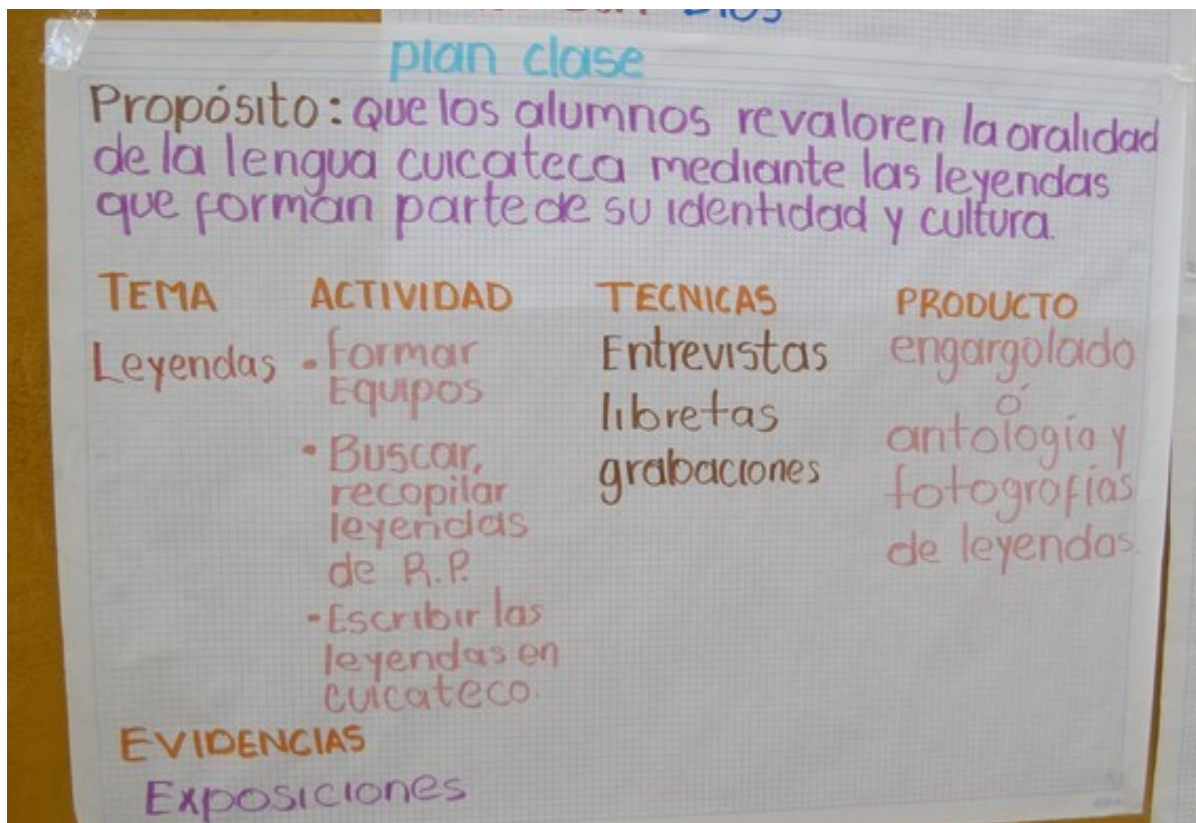 Dios
plan clase
Propósito: que los alumnos revaloren la oralidad
de la lengua cuicateca mediante las leyendas
que forman parte de su identidad y cultura.
TEMA
Leyendas
ACTIVIDAD
• Formar
Equipos
• Buscar,
recopilar
leyendas
de R.P.
• Escribir las
leyendas en
cuicateco.
TECNICAS
Entrevistas
libretas
grabaciones
PRODUCTO
engargolado
ó
antología y
fotografías
de leyendas.
EVIDENCIAS
Exposiciones